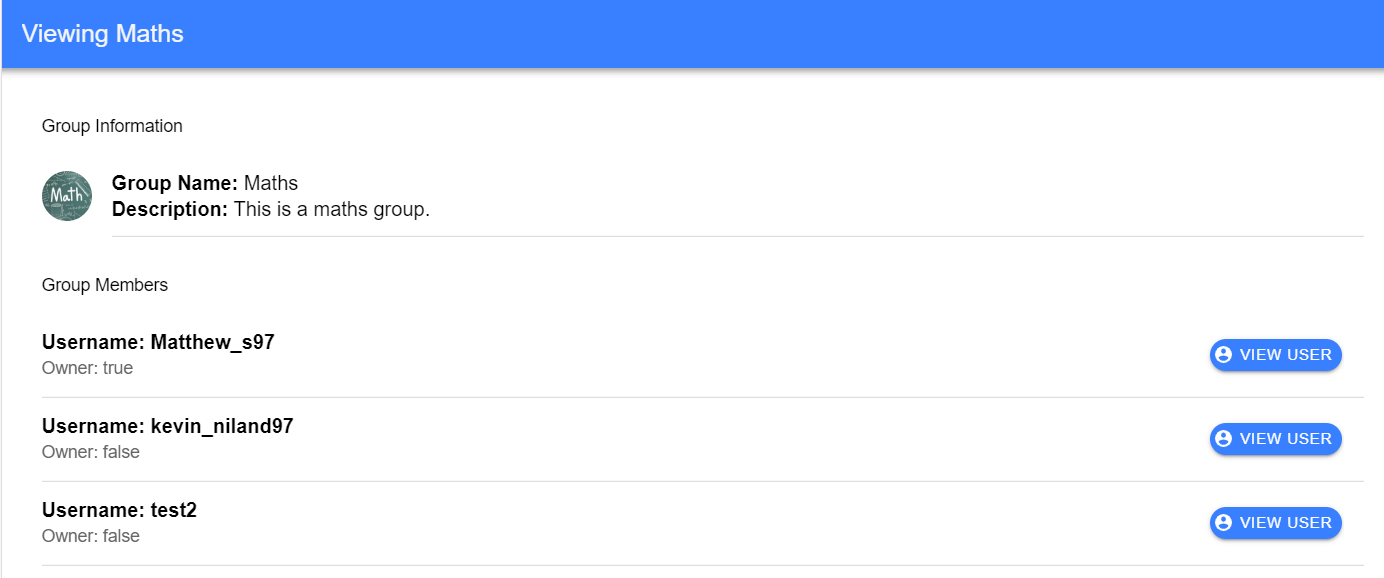 Viewing Maths
Group Information
Math
Group Name: Maths
Description: This is a maths group.
Group Members
Username: Matthew_s97
Owner: true
VIEW USER
Username: kevin_niland97
Owner: false
VIEW USER
Username: test2
Owner: false
VIEW USER